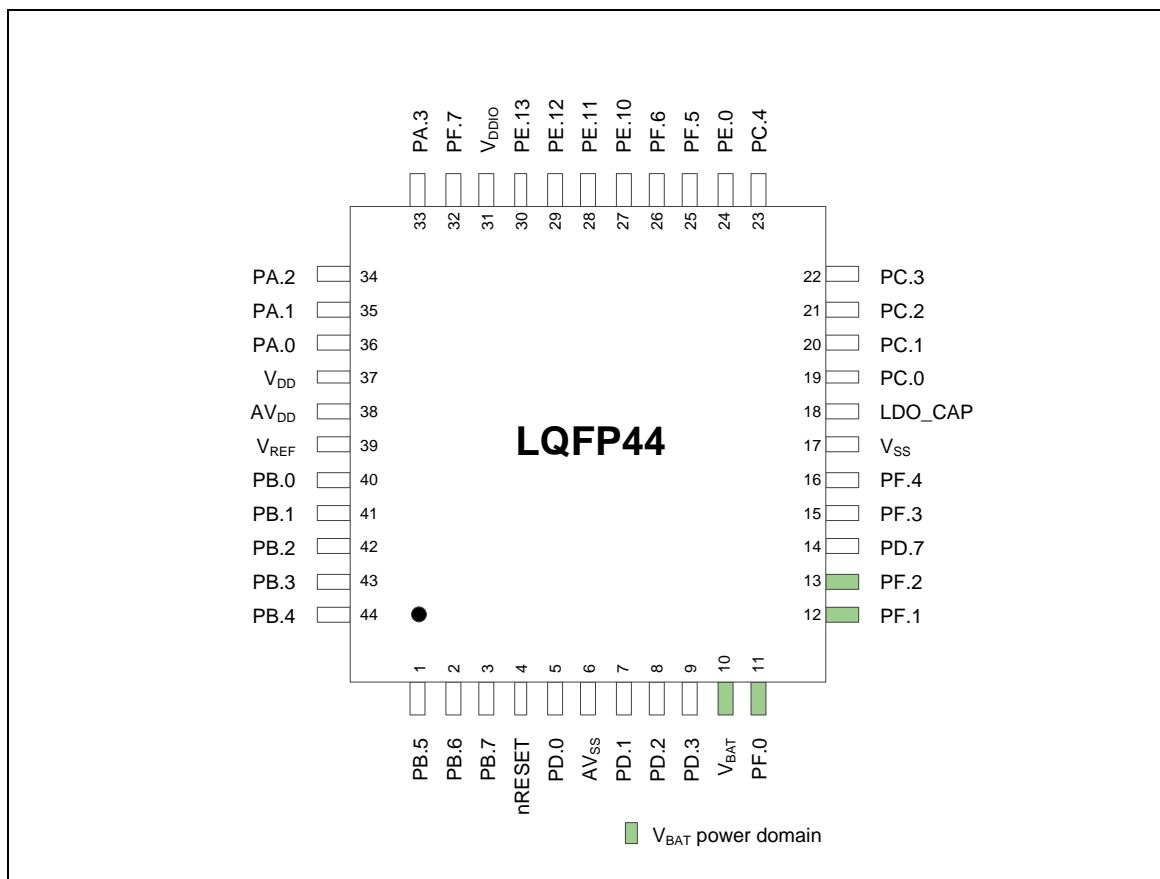 PA.3
PF.7
VDDIO
PE.13
PE.12
PE.11
PE.10
PF.6
PF.5
PE.0
PC.4
33
32
31
30
29
28
27
26
25
24
23
PA.2 34
PA.1 35
PA.0 36
VDD 37
AVDD 38
VREF 39
PB.0 40
PB.1 41
PB.2 42
PB.3 43
PB.4 44
LQFP44
22 PC.3
21 PC.2
20 PC.1
19 PC.0
18 LDO_CAP
17 VSS
16 PF.4
15 PF.3
14 PD.7
13 PF.2
12 PF.1
1
2
3
4
5
6
7
8
9
10
11
PB.5
PB.6
PB.7
nRESET
PD.0
AVSS
PD.1
PD.2
PD.3
VBAT
PF.0
VBAT power domain